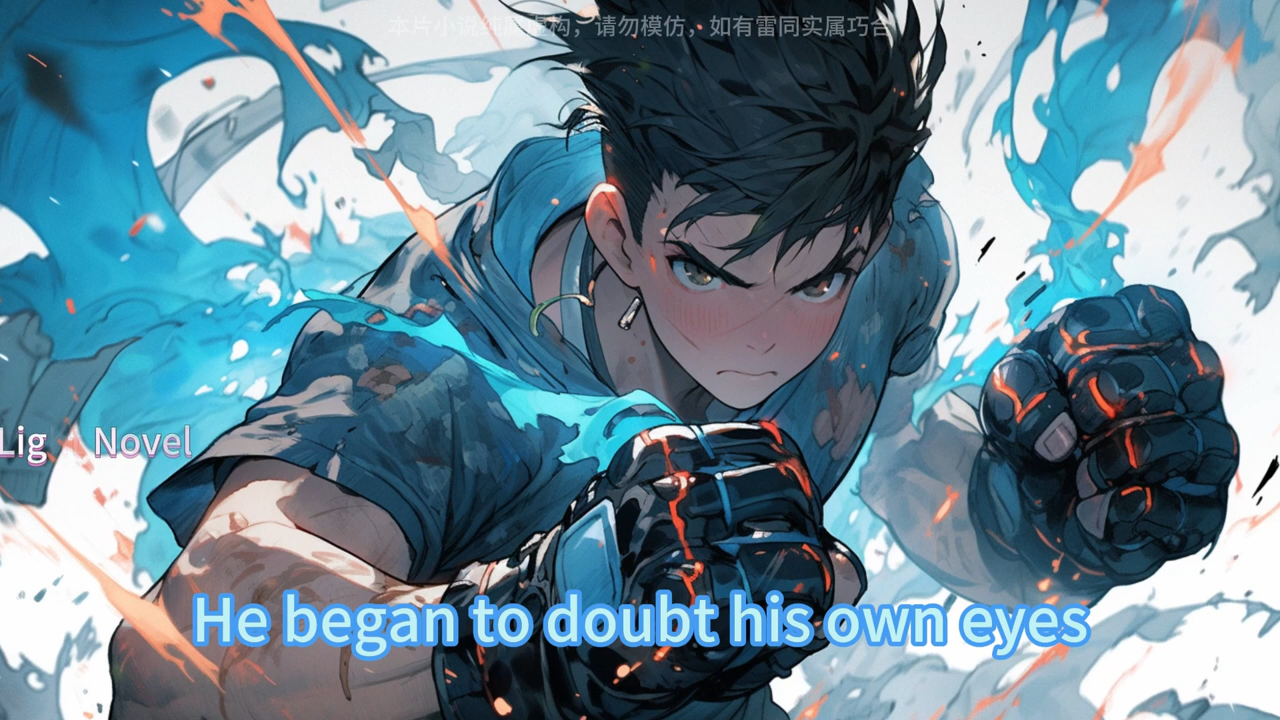 本片小说纯属虚构，请勿模仿，如有雷同实属巧合
Lig Novel
He began to doubt his own eyes